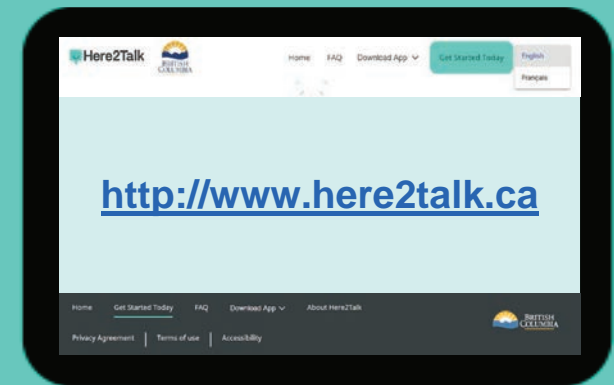 Here2Talk
BRITISH
COLUMBIA
Home FAQ Download App Get Started Today English
Français
http://www.here2talk.ca
Home Get Started Today FAQ Download App About Here2Talk
BRITISH
COLUMBIA
Privacy Agreement | Terms of use | Accessibility